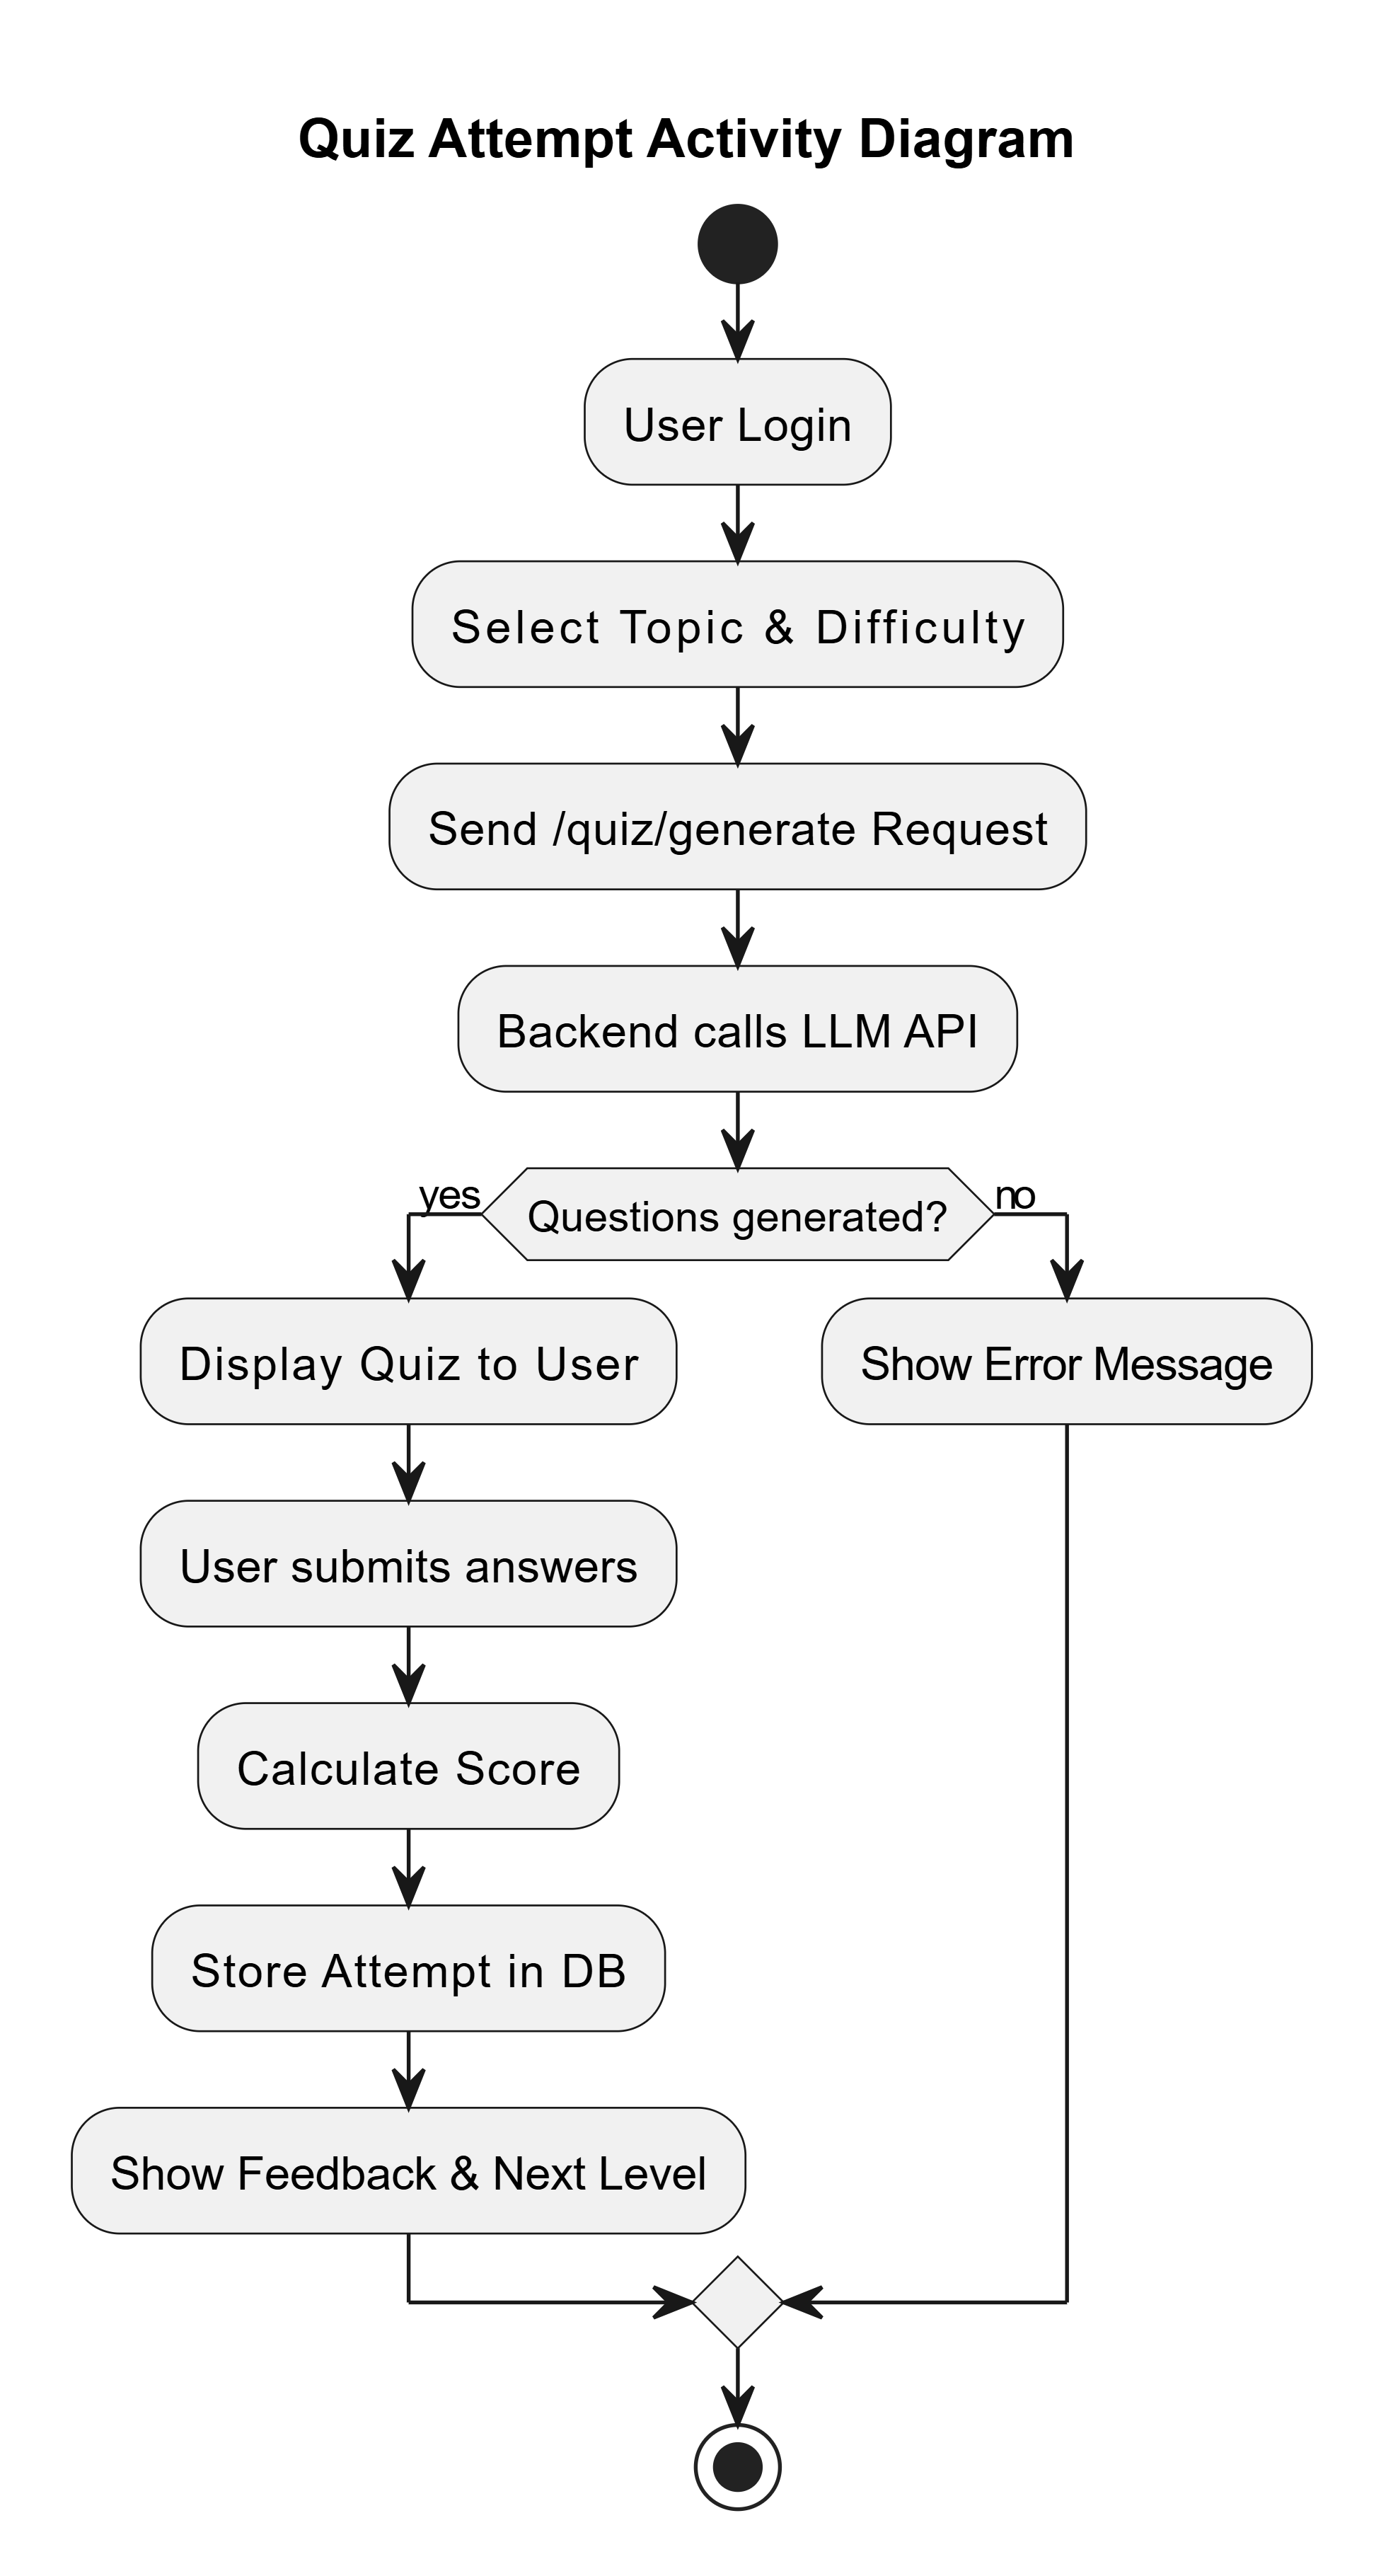 Quiz Attempt Activity Diagram
User Login
Select Topic & Difficulty
Send /quiz/generate Request
Backend calls LLM API
yes
Questions generated?
no
Display Quiz to User
Show Error Message
User submits answers
Calculate Score
Store Attempt in DB
Show Feedback & Next Level